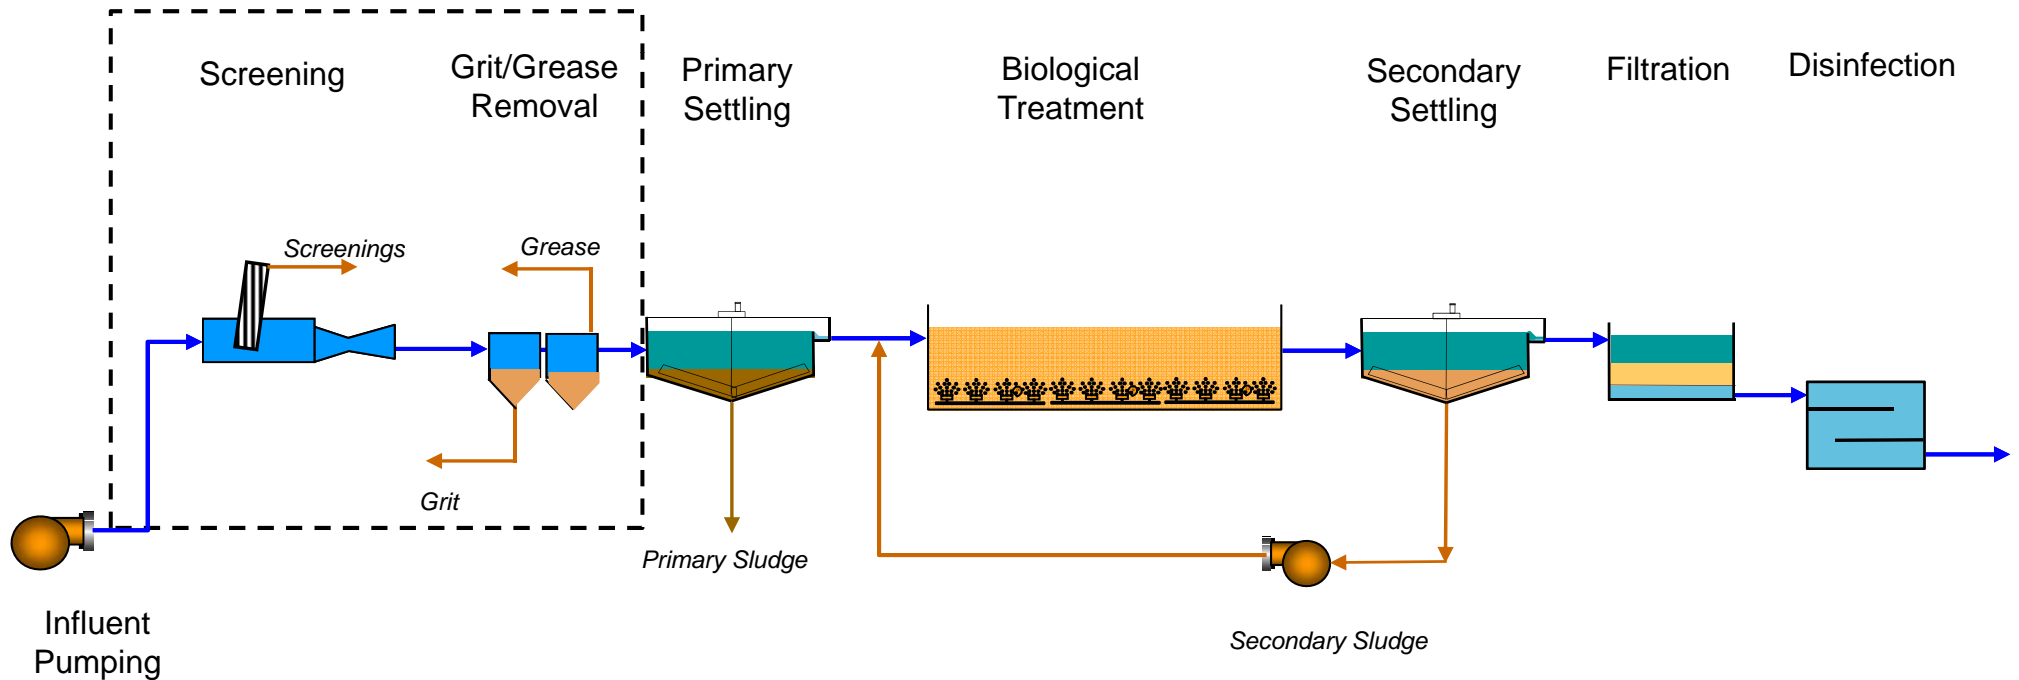 Screening
Grit/Grease
Removal
Primary
Settling
Biological
Treatment
Secondary
Settling
Filtration
Disinfection
Screenings
Grease
Grit
Primary Sludge
Secondary Sludge
Influent
Pumping